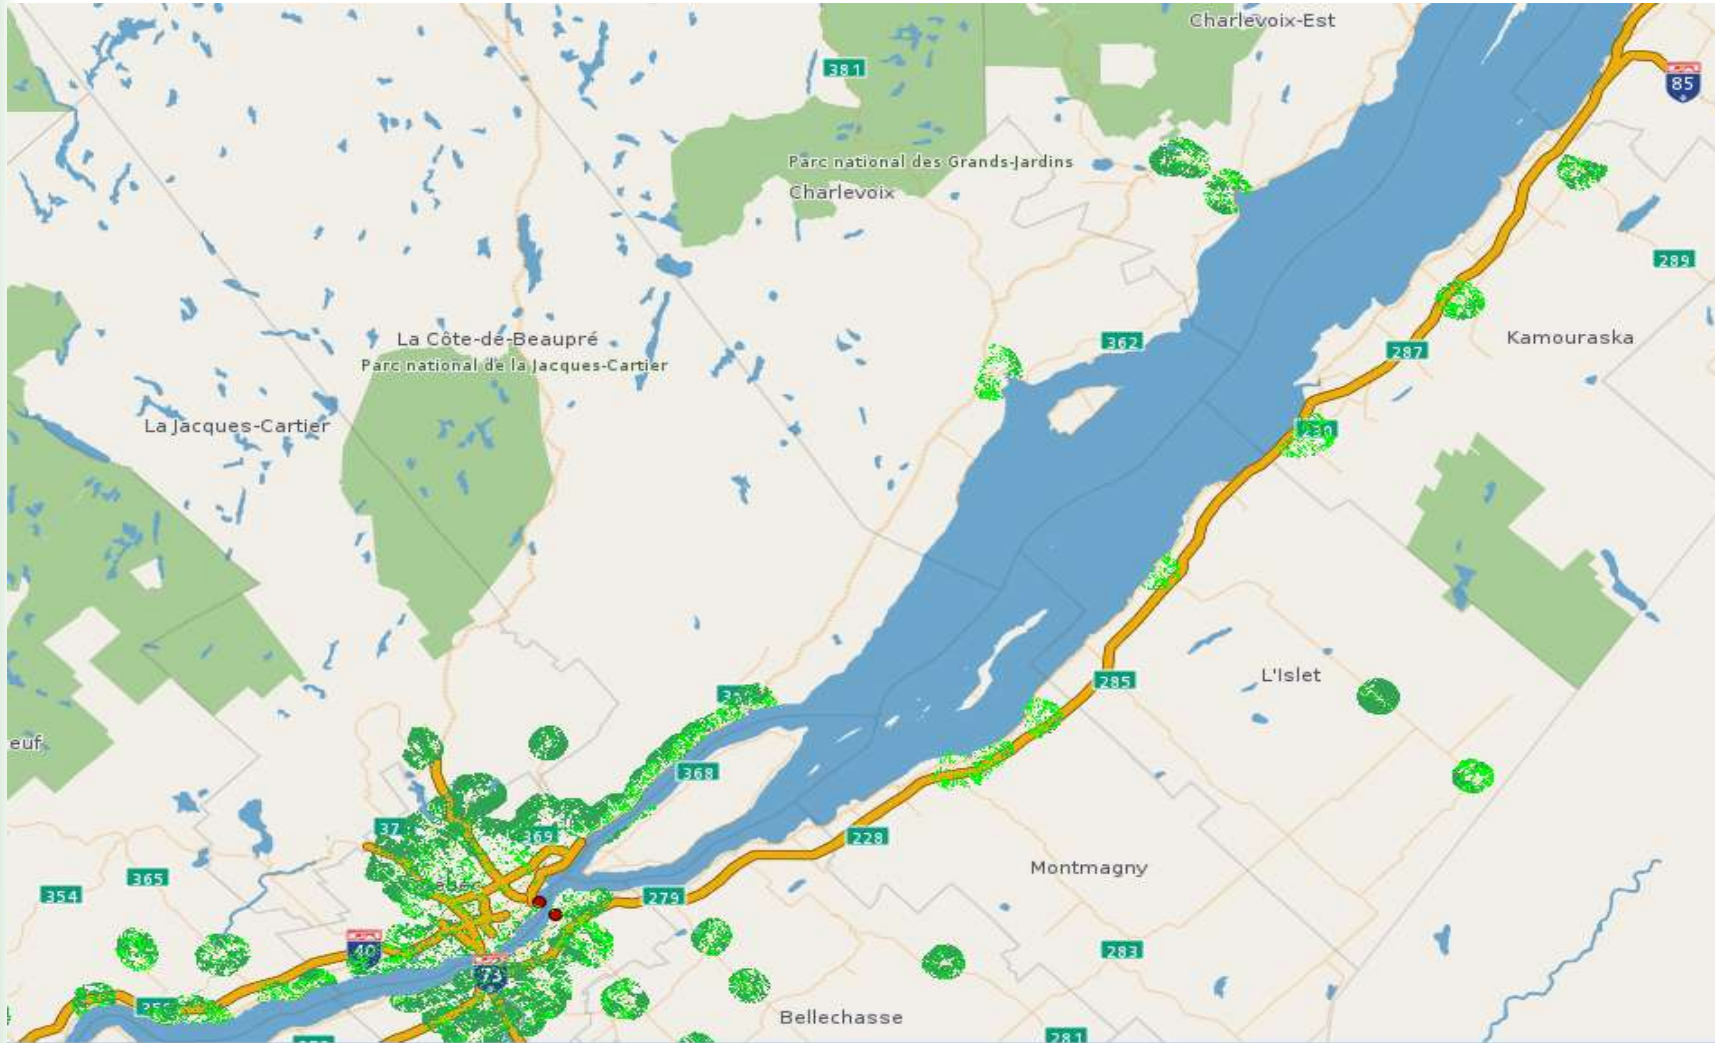 Charlevoix-Est
381
85
Parc national des Grands-Jardins
Charlevoix
289
La Côte-de-Beaupré
362
Kamouraska
287
Parc national de la Jacques-Cartier
La Jacques-Cartier
230
L'Islet
285
euf
368
37
369
228
Montmagny
365
354
279
40
283
73
Bellechasse
281